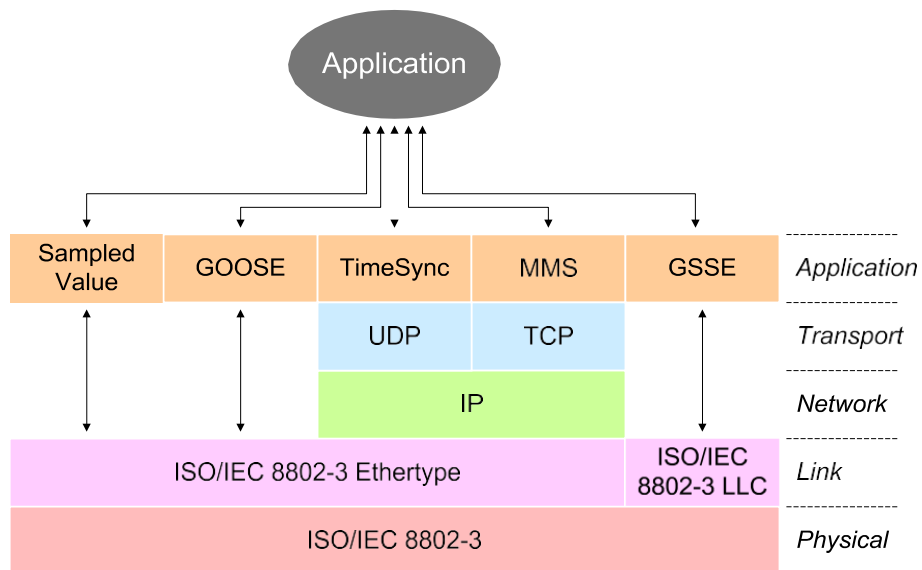 Application
Sampled
Value
GOOSE
TimeSync
MMS
GSSE
Application
UDP
TCP
Transport
IP
Network
ISO/IEC 8802-3 Ethertype
ISO/IEC
8802-3 LLC
Link
ISO/IEC 8802-3
Physical